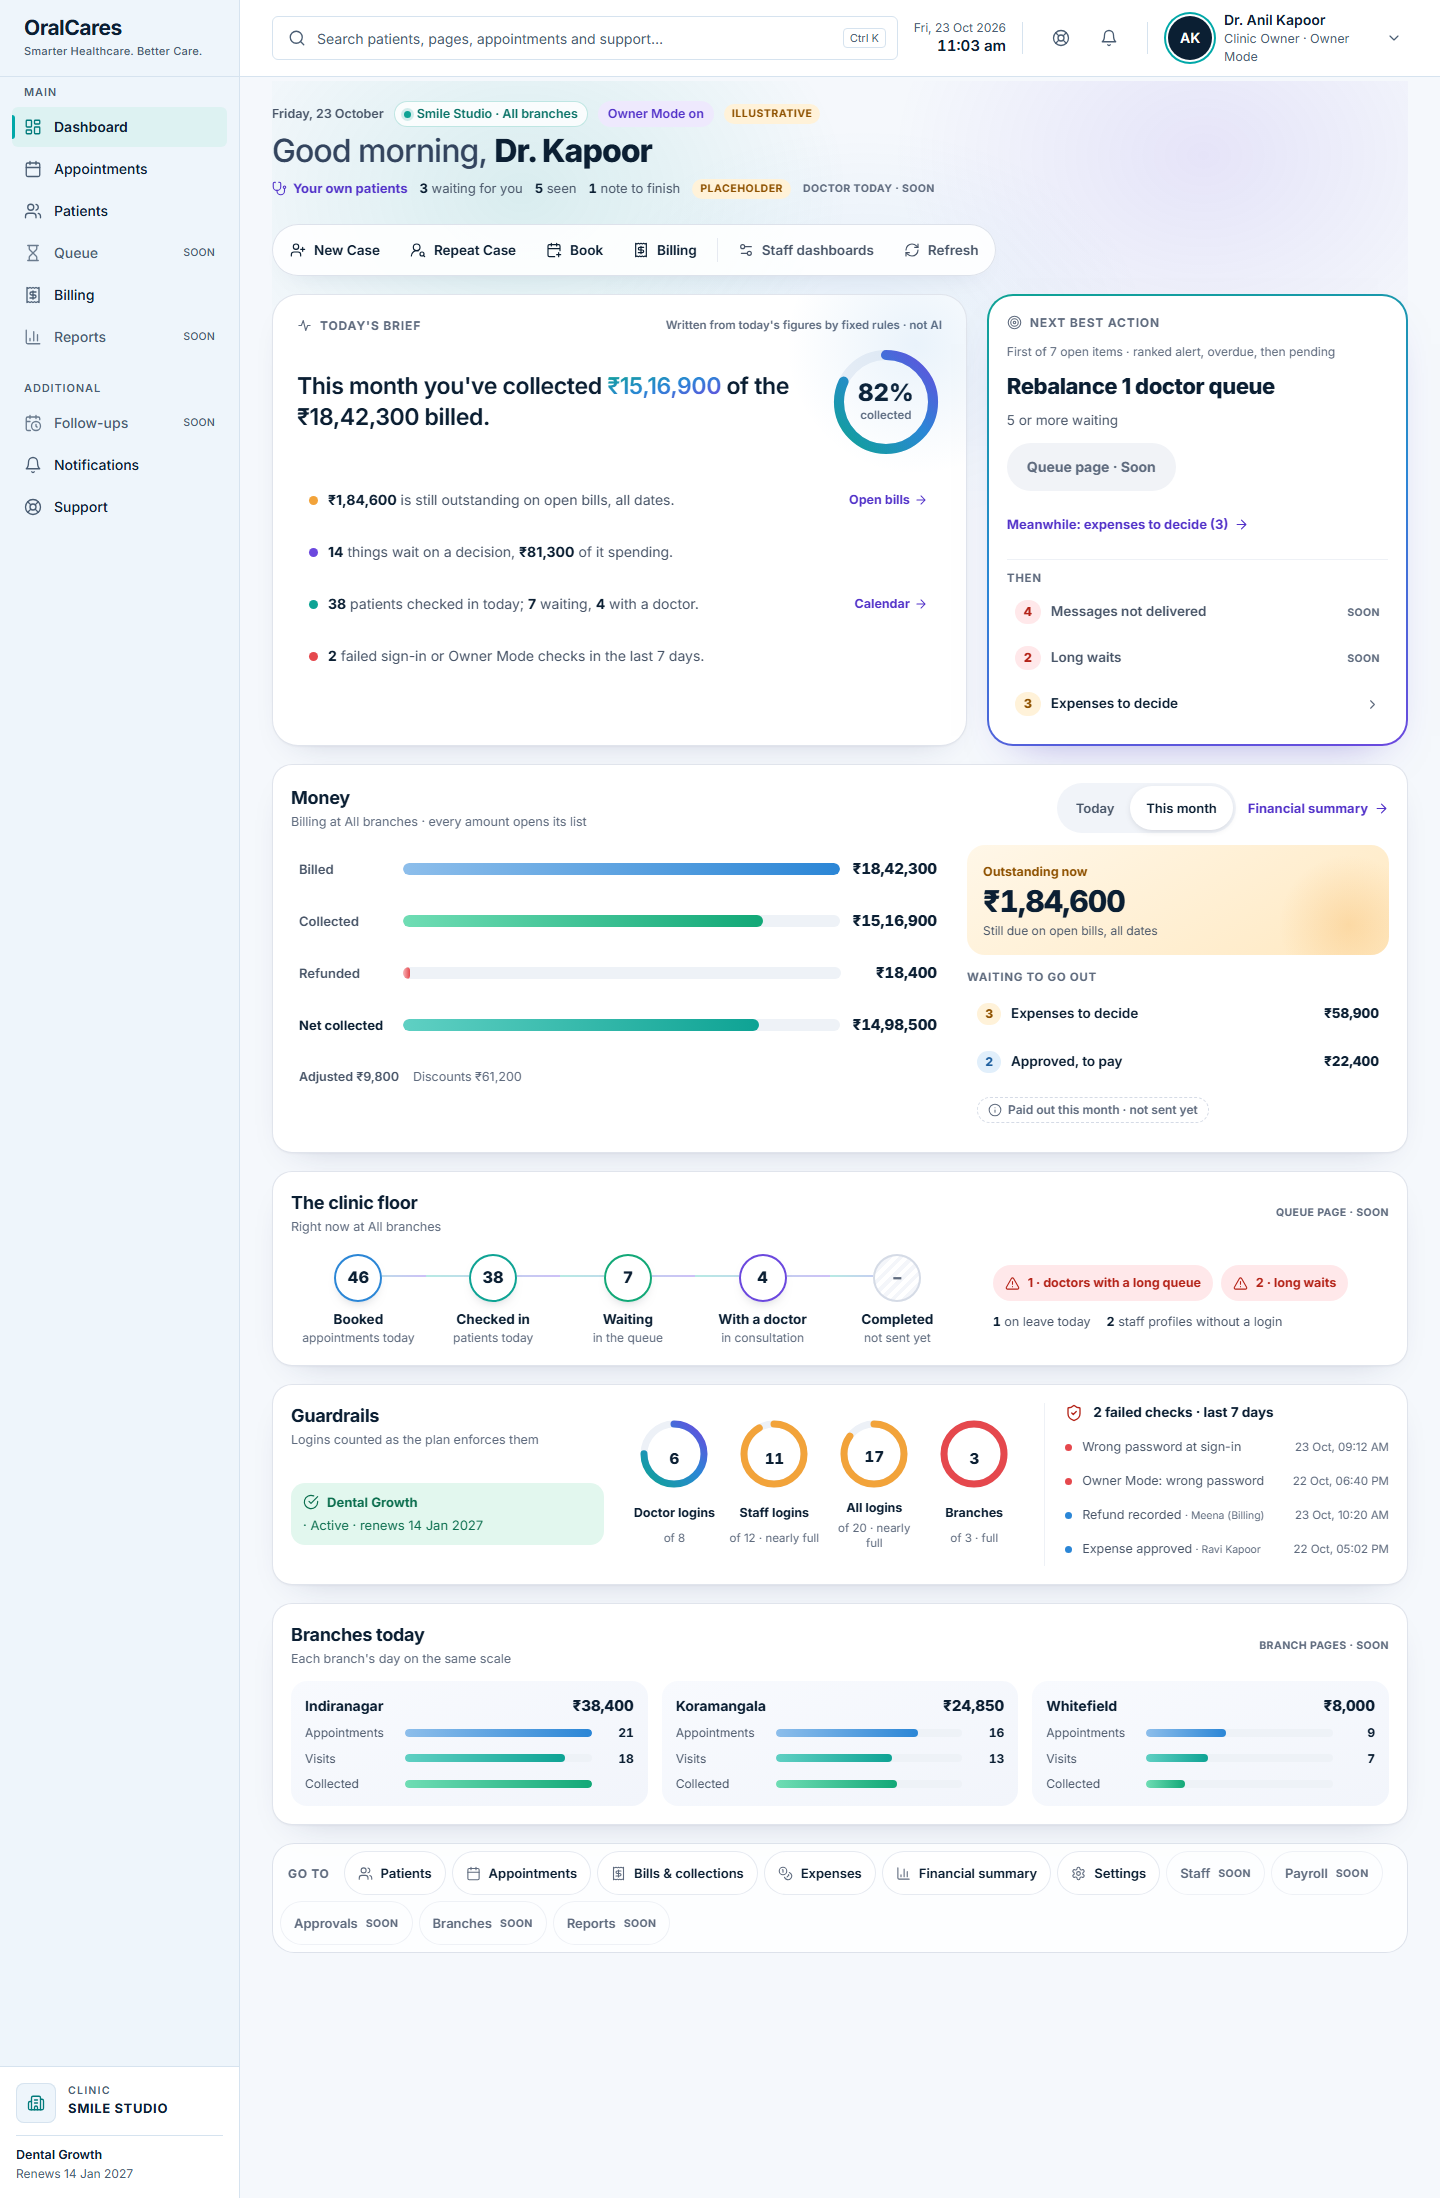 OralCares
Smarter Healthcare. Better Care.
MAIN
Dashboard
Appointments
Patients
Queue SOON
Billing
Reports SOON
ADDITIONAL
Follow-ups SOON
Notifications
Support
CLINIC
SMILE STUDIO
Dental Growth
Renews 14 Jan 2027
Search patients, pages, appointments and support... Ctrl K
Fri, 23 Oct 2026
11:03 am
AK
Dr. Anil Kapoor
Clinic Owner · Owner
Mode
Friday, 23 October Smile Studio · All branches Owner Mode on ILLUSTRATIVE
Good morning, Dr. Kapoor
Your own patients 3 waiting for you 5 seen 1 note to finish PLACEHOLDER DOCTOR TODAY · SOON
New Case Repeat Case Book Billing Staff dashboards Refresh
TODAY'S BRIEF Written from today's figures by fixed rules · not AI
This month you've collected ₹15,16,900 of the
₹18,42,300 billed.
82%
collected
₹1,84,600 is still outstanding on open bills, all dates. Open bills →
14 things wait on a decision, ₹81,300 of it spending.
38 patients checked in today; 7 waiting, 4 with a doctor. Calendar →
2 failed sign-in or Owner Mode checks in the last 7 days.
NEXT BEST ACTION
First of 7 open items · ranked alert, overdue, then pending
Rebalance 1 doctor queue
5 or more waiting
Queue page · Soon
Meanwhile: expenses to decide (3) →
THEN
4 Messages not delivered SOON
2 Long waits SOON
3 Expenses to decide
Money
Billing at All branches · every amount opens its list
Today This month Financial summary →
Billed ₹18,42,300
Collected ₹15,16,900
Refunded ₹18,400
Net collected ₹14,98,500
Adjusted ₹9,800 Discounts ₹61,200
Outstanding now
₹1,84,600
Still due on open bills, all dates
WAITING TO GO OUT
3 Expenses to decide ₹58,900
2 Approved, to pay ₹22,400
Paid out this month · not sent yet
The clinic floor
Right now at All branches
QUEUE PAGE · SOON
46 38 7 4 –
Booked Checked in Waiting With a doctor Completed
appointments today patients today in the queue in consultation not sent yet
1 · doctors with a long queue 2 · long waits
1 on leave today 2 staff profiles without a login
Guardrails
Logins counted as the plan enforces them
Dental Growth
· Active · renews 14 Jan 2027
6
Doctor logins
of 8
11
Staff logins
of 12 · nearly full
17
All logins
of 20 · nearly
full
3
Branches
of 3 · full
2 failed checks · last 7 days
Wrong password at sign-in 23 Oct, 09:12 AM
Owner Mode: wrong password 22 Oct, 06:40 PM
Refund recorded · Meena (Billing) 23 Oct, 10:20 AM
Expense approved · Ravi Kapoor 22 Oct, 05:02 PM
Branches today
Each branch's day on the same scale
BRANCH PAGES · SOON
Indiranagar ₹38,400
Appointments 21
Visits 18
Collected
Koramangala ₹24,850
Appointments 16
Visits 13
Collected
Whitefield ₹8,000
Appointments 9
Visits 7
Collected
GO TO Patients Appointments Bills & collections Expenses Financial summary Settings Staff SOON Payroll SOON
Approvals SOON Branches SOON Reports SOON